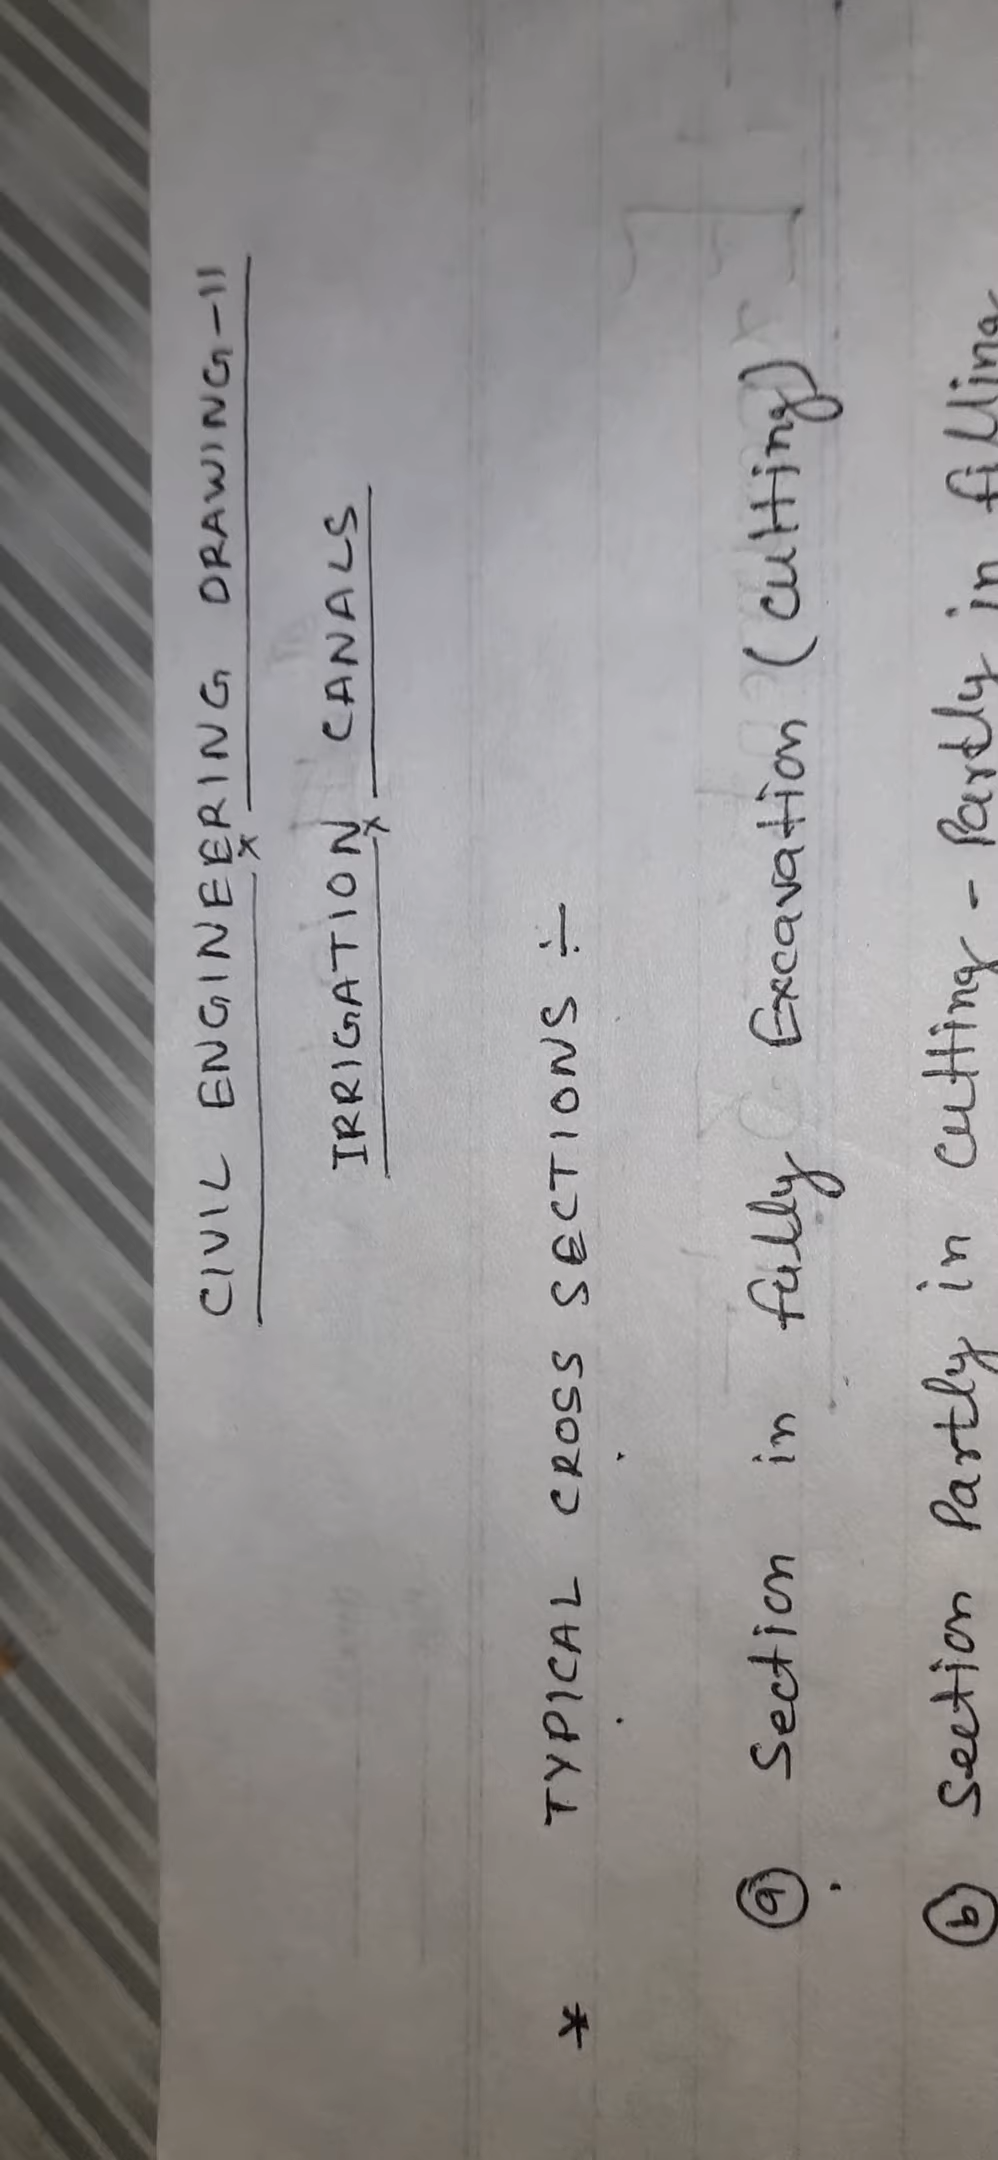 CIVIL ENGINEERING DRAWING-II
IRRIGATION CANALS
* TYPICAL CROSS SECTIONS ÷
(a) Section in fully Excavation (cutting)
(b) Section Partly in cutting - Partly in filling